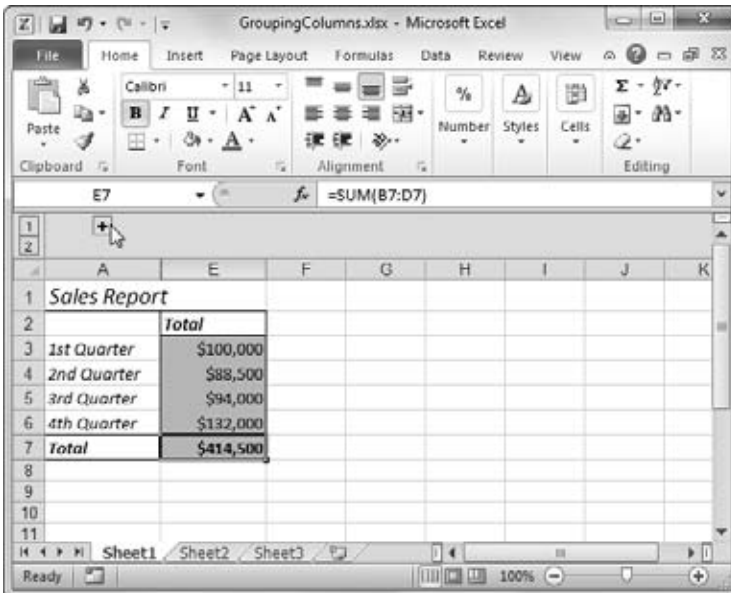 GroupingColumns.xlsx - Microsoft Excel
File Home Insert Page Layout Formulas Data Review View
Calibri 11
Paste
B I U A A
A
%
Number
A
Styles
Cells
Σ
Clipboard Font Alignment Editing
E7 fx =SUM(B7:D7)
1
2
A E F G H I J K
1 Sales Report
2 Total
3 1st Quarter $100,000
4 2nd Quarter $88,500
5 3rd Quarter $94,000
6 4th Quarter $132,000
7 Total $414,500
8
9
10
11
Sheet1 Sheet2 Sheet3
Ready 100%